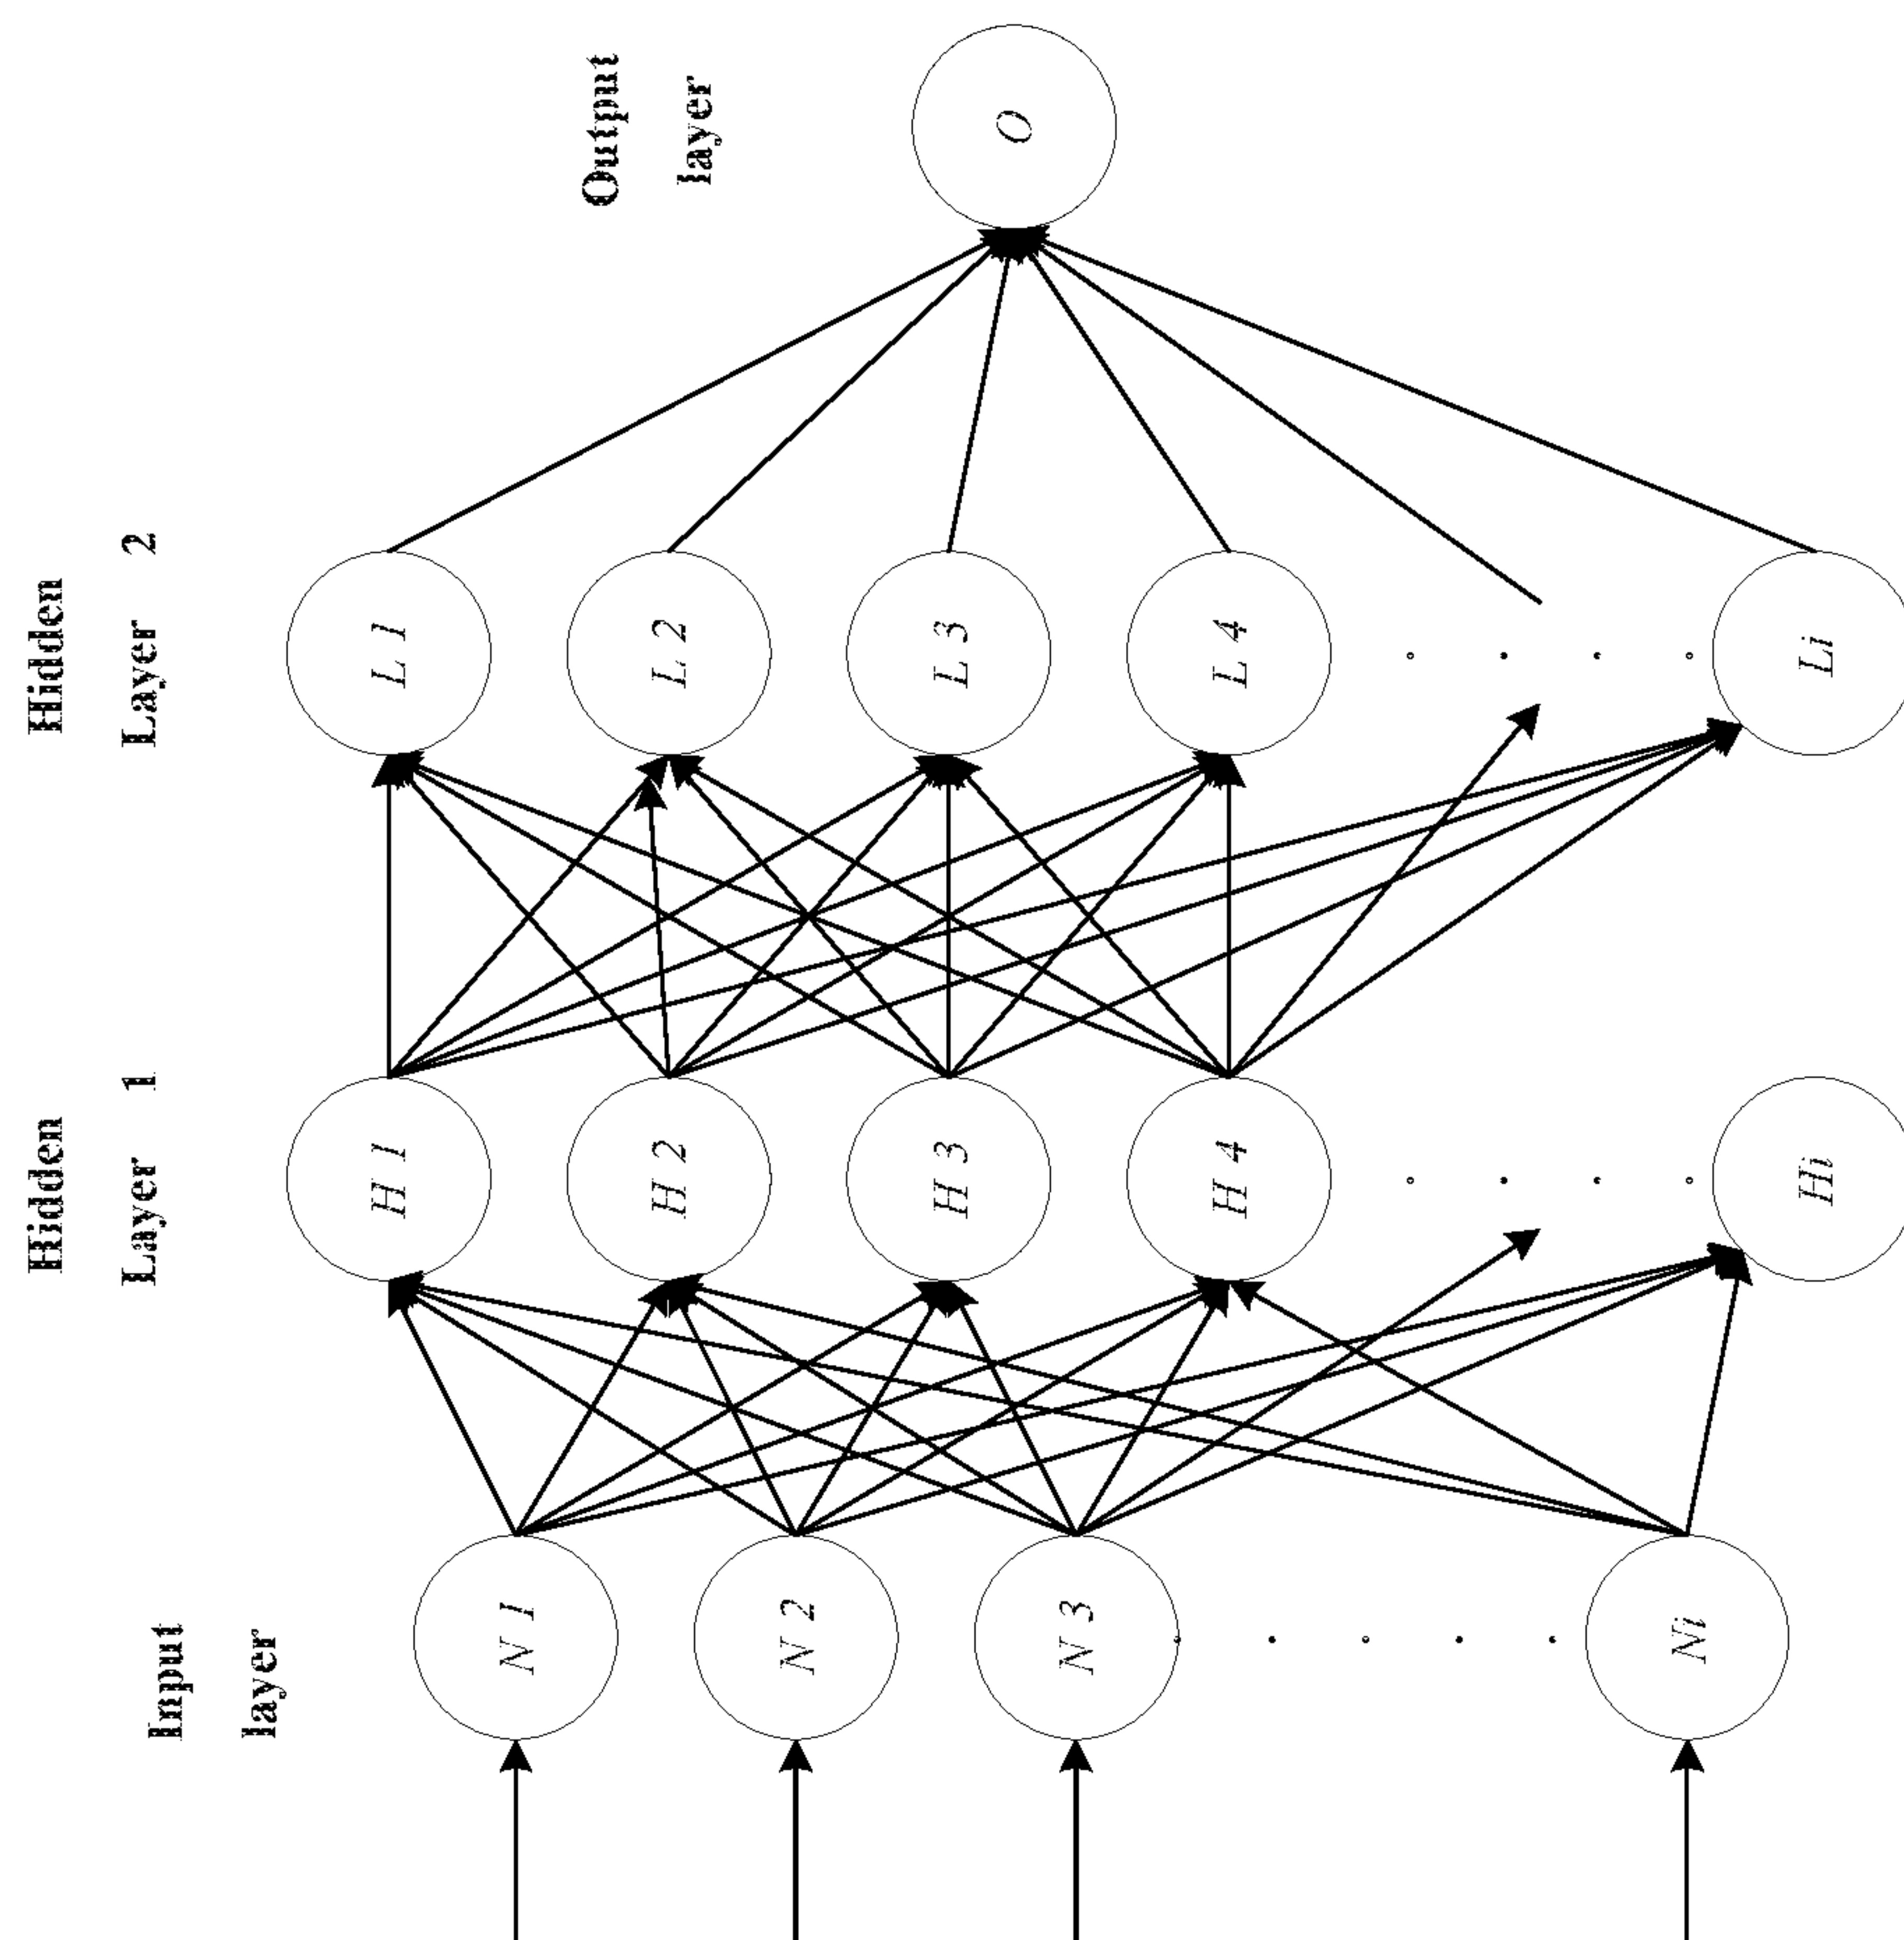 Input
layer
Hidden
Layer 1
Hidden
Layer 2
Output
layer
N 1
N 2
N 3
Ni
H 1
H 2
H 3
H 4
Hi
L 1
L 2
L 3
L 4
Li
O